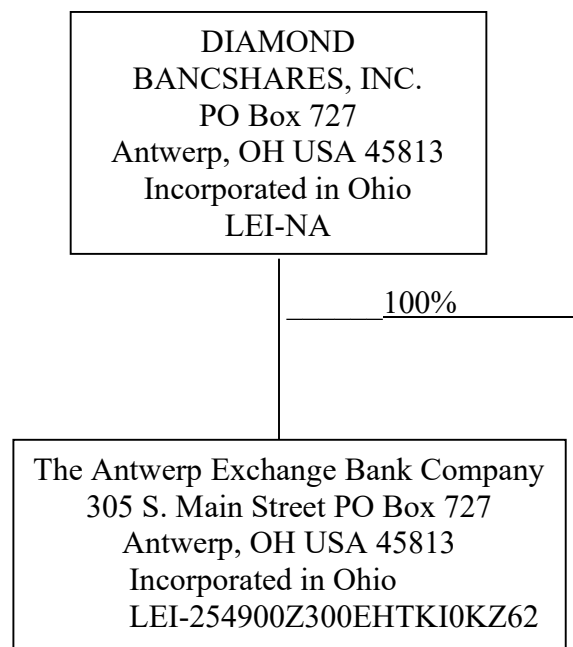 DIAMOND
BANCSHARES, INC.
PO Box 727
Antwerp, OH USA 45813
Incorporated in Ohio
LEI-NA
100%
The Antwerp Exchange Bank Company
305 S. Main Street PO Box 727
Antwerp, OH USA 45813
Incorporated in Ohio
LEI-254900Z300EHTKI0KZ62